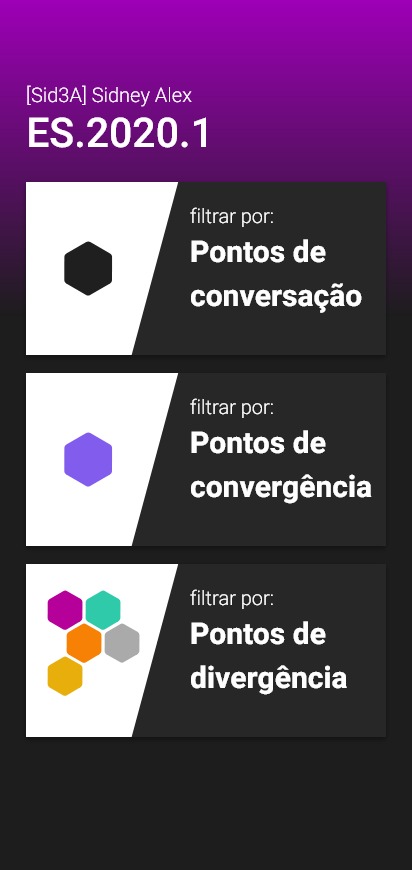 [Sid3A] Sidney Alex
ES.2020.1
filtrar por:
Pontos de
conversação
filtrar por:
Pontos de
convergência
filtrar por:
Pontos de
divergência